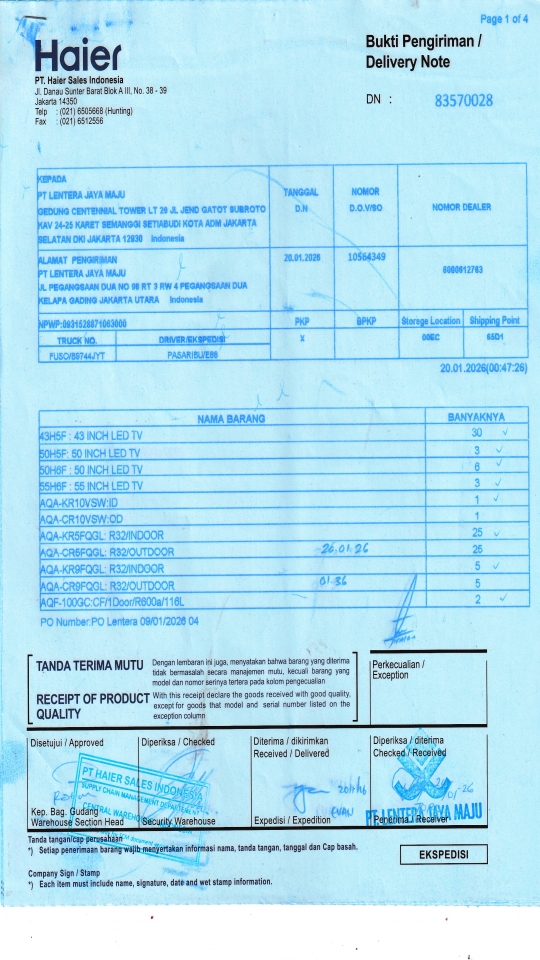 Page 1 of 4
Haier
PT. Haier Sales Indonesia
Jl. Danau Sunter Barat Blok A III, No. 38 - 39
Jakarta 14350
Telp : (021) 6505668 (Hunting)
Fax : (021) 6512556
Bukti Pengiriman /
Delivery Note
DN : 83570028
KEPADA
PT LENTERA JAYA MAJU
GEDUNG CENTENNIAL TOWER LT 29 JL JEND GATOT SUBROTO
KAV 24-25 KARET SEMANGGI SETIABUDI KOTA ADM JAKARTA
SELATAN DKI JAKARTA 12930 Indonesia
TANGGAL
D.N
NOMOR
D.O.V/SO
NOMOR DEALER
ALAMAT PENGIRIMAN
PT LENTERA JAYA MAJU
JL PEGANGSAAN DUA NO 98 RT 3 RW 4 PEGANGSAAN DUA
KELAPA GADING JAKARTA UTARA Indonesia
20.01.2026
10564349
6000612763
NPWP:0931528671063000
PKP
BPKP
Storege Location
Shipping Point
TRUCK NO.
DRIVER/EKSPEDISI
X
00EC
65D1
FUSO/B9744JYT
PASARIBU/E86
20.01.2026(00:47:26)
NAMA BARANG BANYAKNYA
43H5F : 43 INCH LED TV 30
50H5F: 50 INCH LED TV 3
50H6F : 50 INCH LED TV 6
55H6F : 55 INCH LED TV 3
AQA-KR10VSW:ID 1
AQA-CR10VSW:OD 1
AQA-KR5FQGL: R32/INDOOR 25
AQA-CR5FQGL: R32/OUTDOOR 26.01.26 25
AQA-KR9FQGL: R32/INDOOR 5
AQA-CR9FQGL: R32/OUTDOOR 01.36 5
AQF-100GC:CF/1Door/R600a/116L 2
PO Number:PO Lentera 09/01/2026 04
TANDA TERIMA MUTU
Dengan lembaran ini juga, menyatakan bahwa barang yang diterima
tidak bermasalah secara manajemen mutu, kecuali barang yang
model dan nomor serinya tertera pada kolom pengecualian
RECEIPT OF PRODUCT
QUALITY
With this receipt declare the goods received with good quality,
except for goods that model and serial number listed on the
exception column
Perkecualian /
Exception
Disetujui / Approved
Diperiksa / Checked
Diterima / dikirimkan
Received / Delivered
Diperiksa / diterima
Checked / Received
PT HAIER SALES INDONESIA
SUPPLY CHAIN MANAGEMENT
PT LENTERA JAYA MAJU
Kep. Bag. Gudang
Warehouse Section Head
Security Warehouse
Expedisi / Expedition
Penerima / Receiver
Tanda tangan/cap perusahaan
*) Setiap penerimaan barang wajib menyertakan informasi nama, tanda tangan, tanggal dan Cap basah.
EKSPEDISI
Company Sign / Stamp
*) Each item must include name, signature, date and wet stamp information.